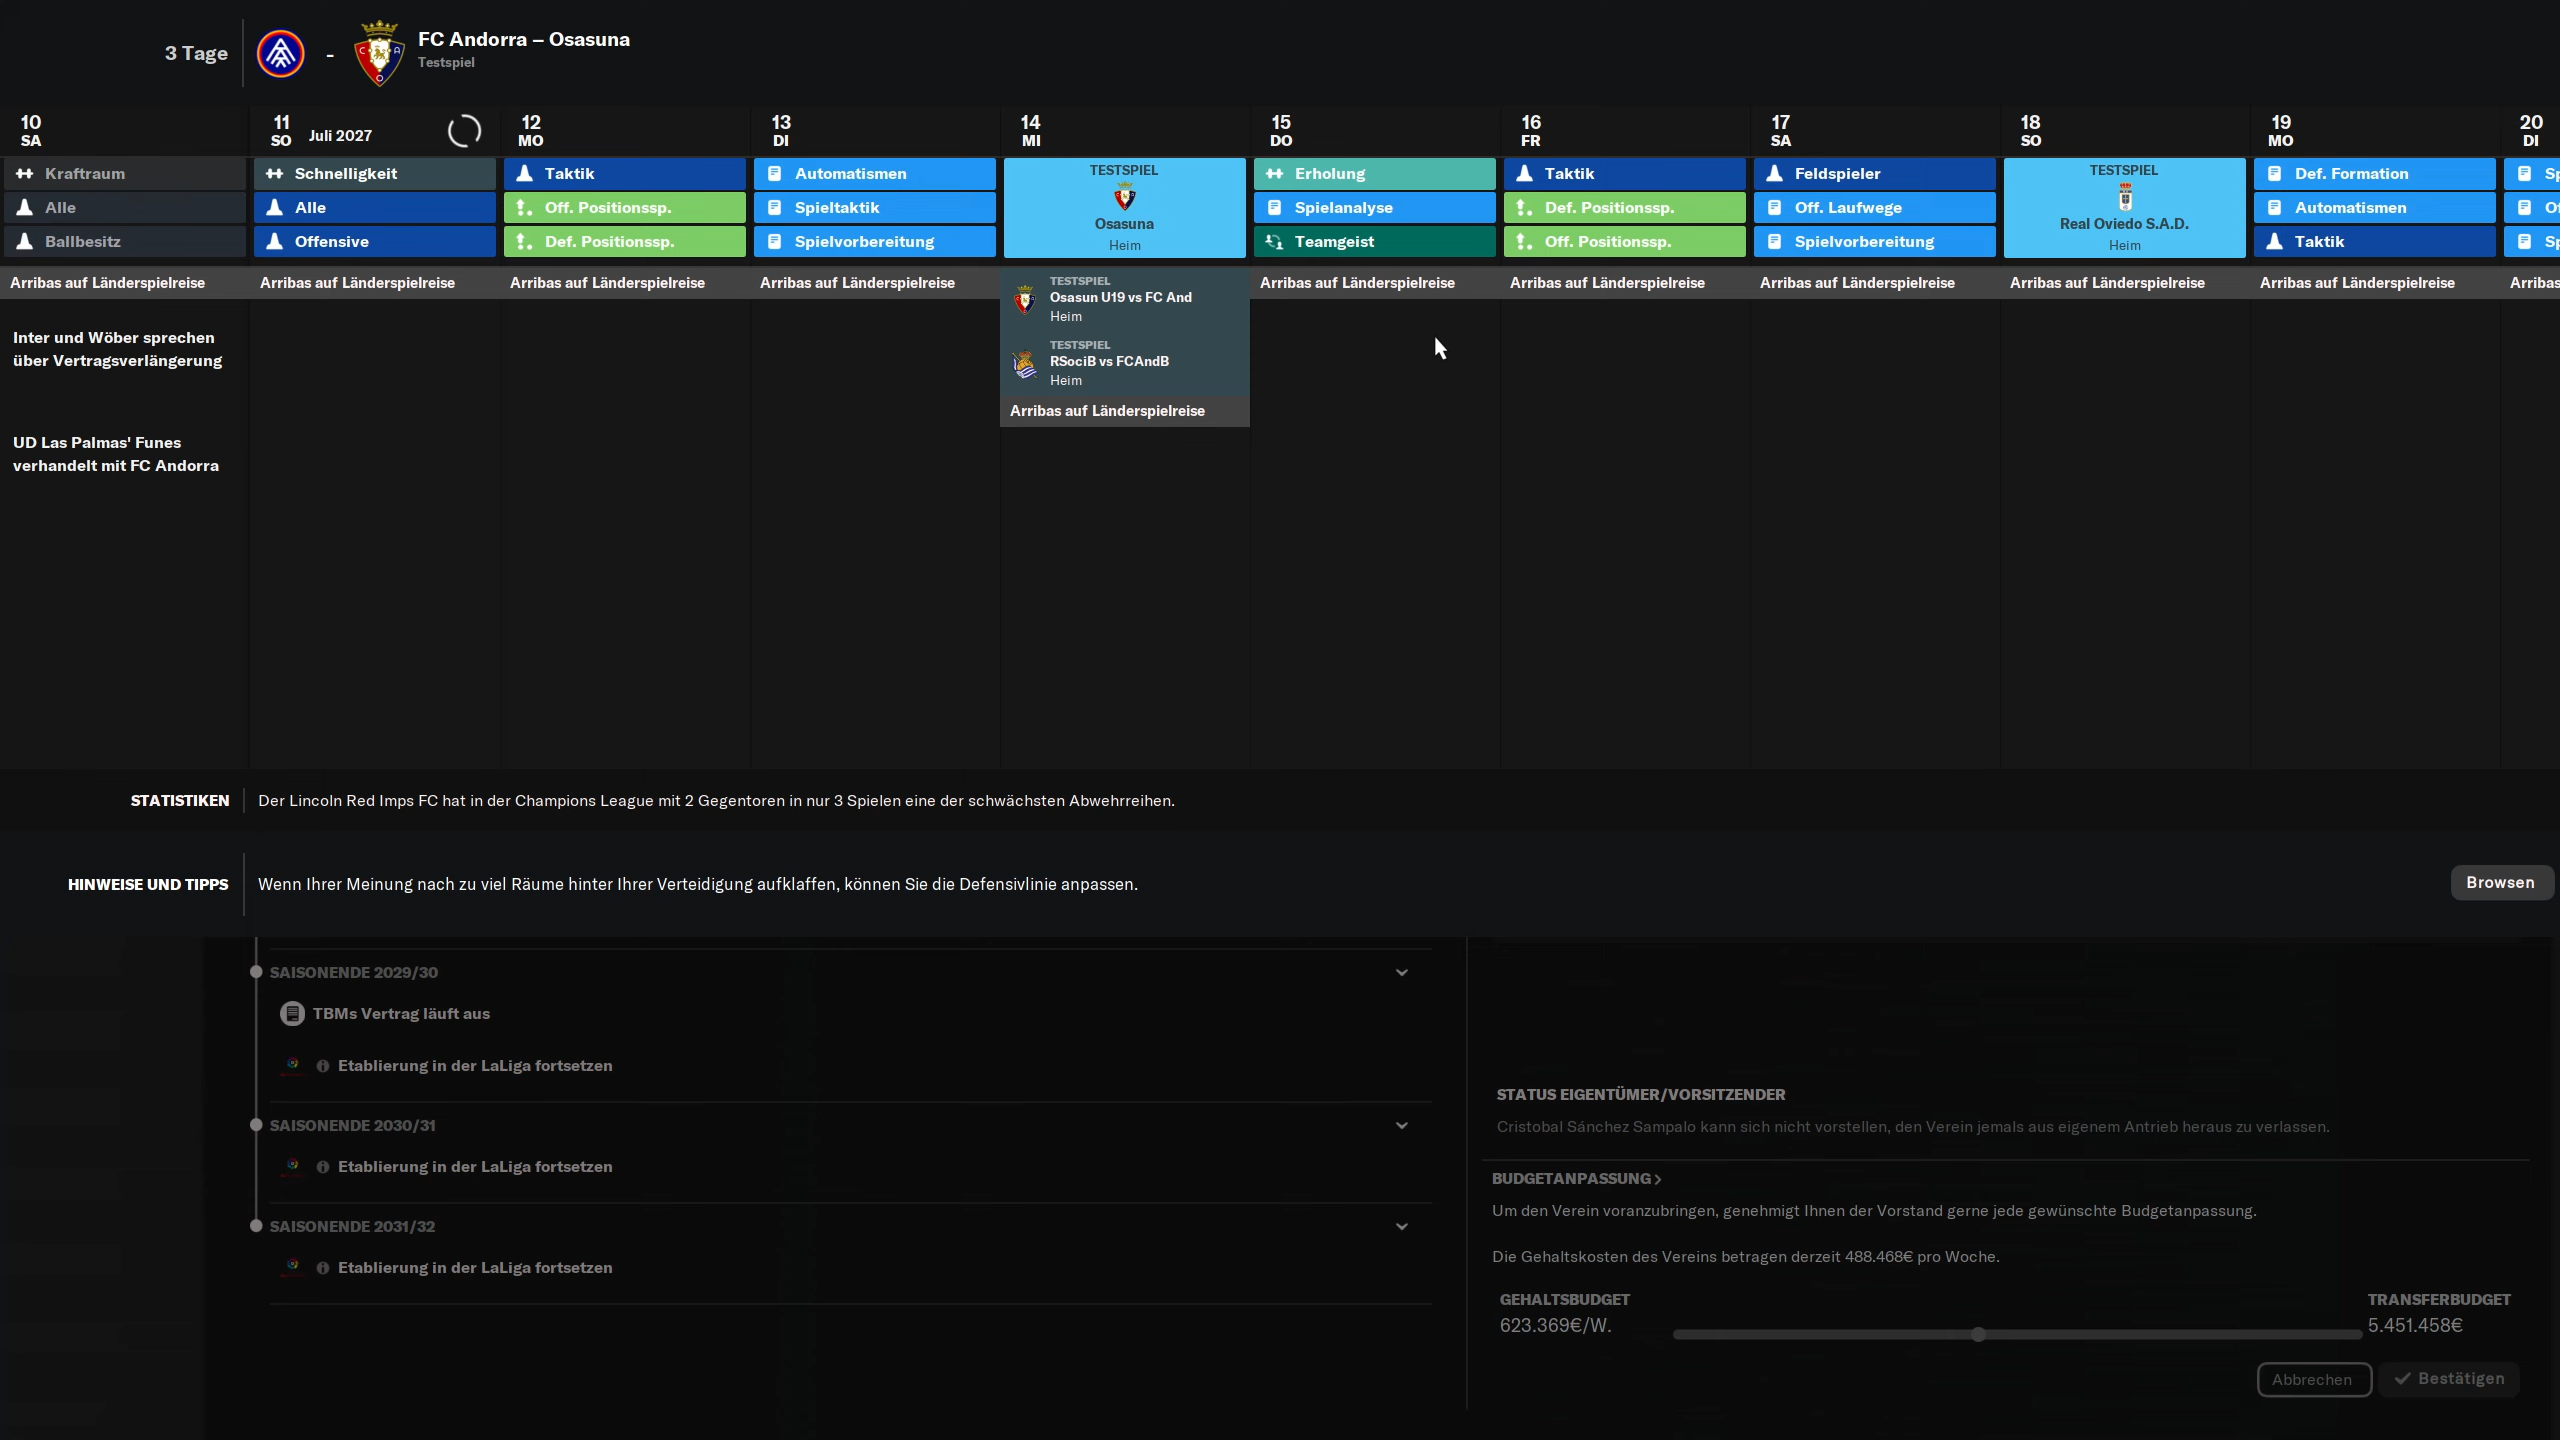 3 Tage
-
FC Andorra – Osasuna
Testspiel
10
SA
11
SO
Juli 2027
12
MO
13
DI
14
MI
15
DO
16
FR
17
SA
18
SO
19
MO
20
DI
Kraftraum
Alle
Ballbesitz
Schnelligkeit
Alle
Offensive
Taktik
Off. Positionssp.
Def. Positionssp.
Automatismen
Spieltaktik
Spielvorbereitung
TESTSPIEL
Osasuna
Heim
Erholung
Spielanalyse
Teamgeist
Taktik
Def. Positionssp.
Off. Positionssp.
Feldspieler
Off. Laufwege
Spielvorbereitung
TESTSPIEL
Real Oviedo S.A.D.
Heim
Def. Formation
Automatismen
Taktik
Sp
Of
Sp
Arribas auf Länderspielreise
Arribas auf Länderspielreise
Arribas auf Länderspielreise
Arribas auf Länderspielreise
TESTSPIEL
Osasun U19 vs FC And
Heim
TESTSPIEL
RSociB vs FCAndB
Heim
Arribas auf Länderspielreise
Arribas auf Länderspielreise
Arribas auf Länderspielreise
Arribas auf Länderspielreise
Arribas auf Länderspielreise
Arribas auf Länderspielreise
Arribas
Inter und Wöber sprechen
über Vertragsverlängerung
UD Las Palmas' Funes
verhandelt mit FC Andorra
STATISTIKEN
Der Lincoln Red Imps FC hat in der Champions League mit 2 Gegentoren in nur 3 Spielen eine der schwächsten Abwehrreihen.
HINWEISE UND TIPPS
Wenn Ihrer Meinung nach zu viel Räume hinter Ihrer Verteidigung aufklaffen, können Sie die Defensivlinie anpassen.
Browsen
SAISONENDE 2029/30
TBMs Vertrag läuft aus
Etablierung in der LaLiga fortsetzen
SAISONENDE 2030/31
Etablierung in der LaLiga fortsetzen
SAISONENDE 2031/32
Etablierung in der LaLiga fortsetzen
STATUS EIGENTÜMER/VORSITZENDER
Cristobal Sánchez Sampalo kann sich nicht vorstellen, den Verein jemals aus eigenem Antrieb heraus zu verlassen.
BUDGETANPASSUNG >
Um den Verein voranzubringen, genehmigt Ihnen der Vorstand gerne jede gewünschte Budgetanpassung.
Die Gehaltskosten des Vereins betragen derzeit 488.468€ pro Woche.
GEHALTSBUDGET
623.369€/W.
TRANSFERBUDGET
5.451.458€
Abbrechen
Bestätigen